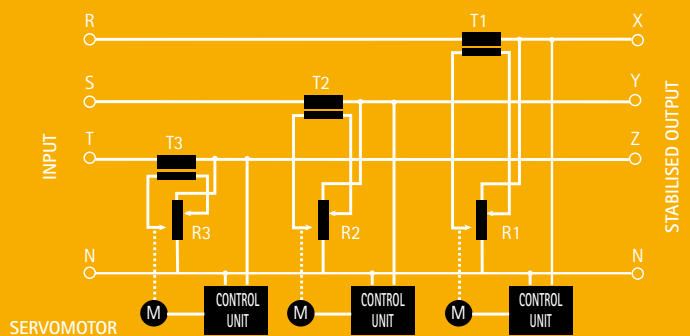 T1
R
X
T2
S
Y
T3
T
Z
INPUT
STABILISED OUTPUT
R3
R2
R1
N
N
M
CONTROL
UNIT
M
CONTROL
UNIT
M
CONTROL
UNIT
SERVOMOTOR